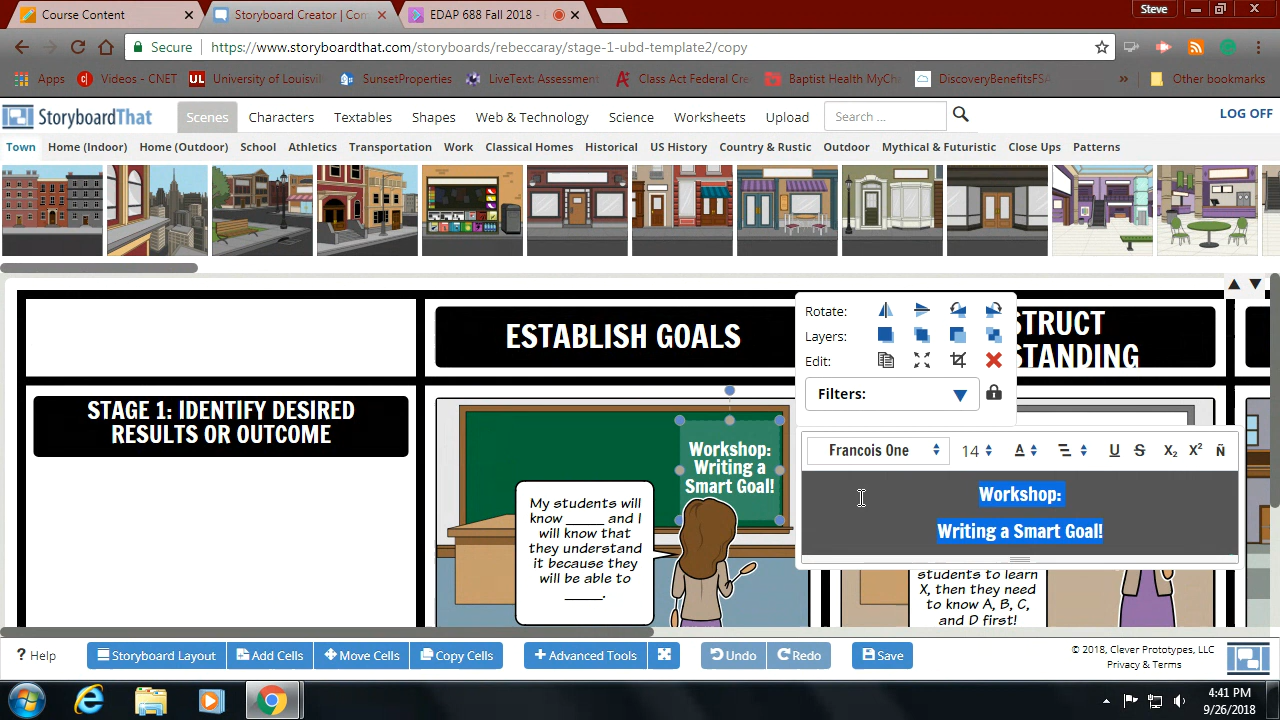 Steve
Course Content
Storyboard Creator | Com
EDAP 688 Fall 2018 -
Secure
https://www.storyboardthat.com/storyboards/rebeccaray/stage-1-ubd-template2/copy
Apps
Videos - CNET
University of Louisvill
SunsetProperties
LiveText Assessment
Class Act Federal Cre
Baptist Health MyCh
DiscoveryBenefitsFSA
»
Other bookmarks
StoryboardThat
Scenes
Characters
Textables
Shapes
Web & Technology
Science
Worksheets
Upload
Search ...
LOG OFF
Town
Home (Indoor)
Home (Outdoor)
School
Athletics
Transportation
Work
Classical Homes
Historical
US History
Country & Rustic
Outdoor
Mythical & Futuristic
Close Ups
Patterns
ESTABLISH GOALS
STRUCT
STANDING
Rotate:
Layers:
Edit:
Filters:
STAGE 1: IDENTIFY DESIRED
RESULTS OR OUTCOME
Workshop:
Writing a
Smart Goal!
My students will
know _____ and I
will know that
they understand
it because they
will be able to
_____.
Francois One
14
A
U
S
X₂
X²
Ñ
Workshop:
Writing a Smart Goal!
students to learn
X, then they need
to know A, B, C,
and D first!
? Help
Storyboard Layout
Add Cells
Move Cells
Copy Cells
Advanced Tools
Undo
Redo
Save
© 2018, Clever Prototypes, LLC
Privacy & Terms
4:41 PM
9/26/2018